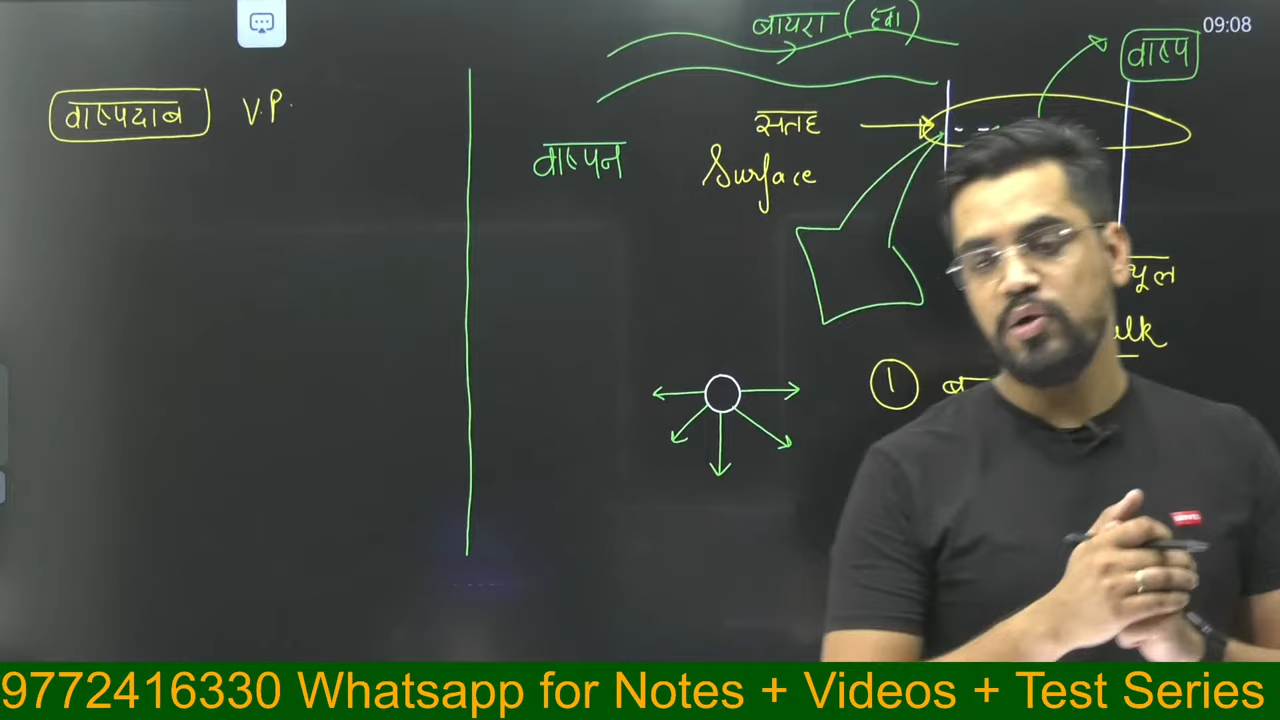 बायरा (हवा)
09:08
वाष्प
वाष्पदाब V.P.
सतह
Surface
वाष्पन
1
9772416330 Whatsapp for Notes + Videos + Test Series